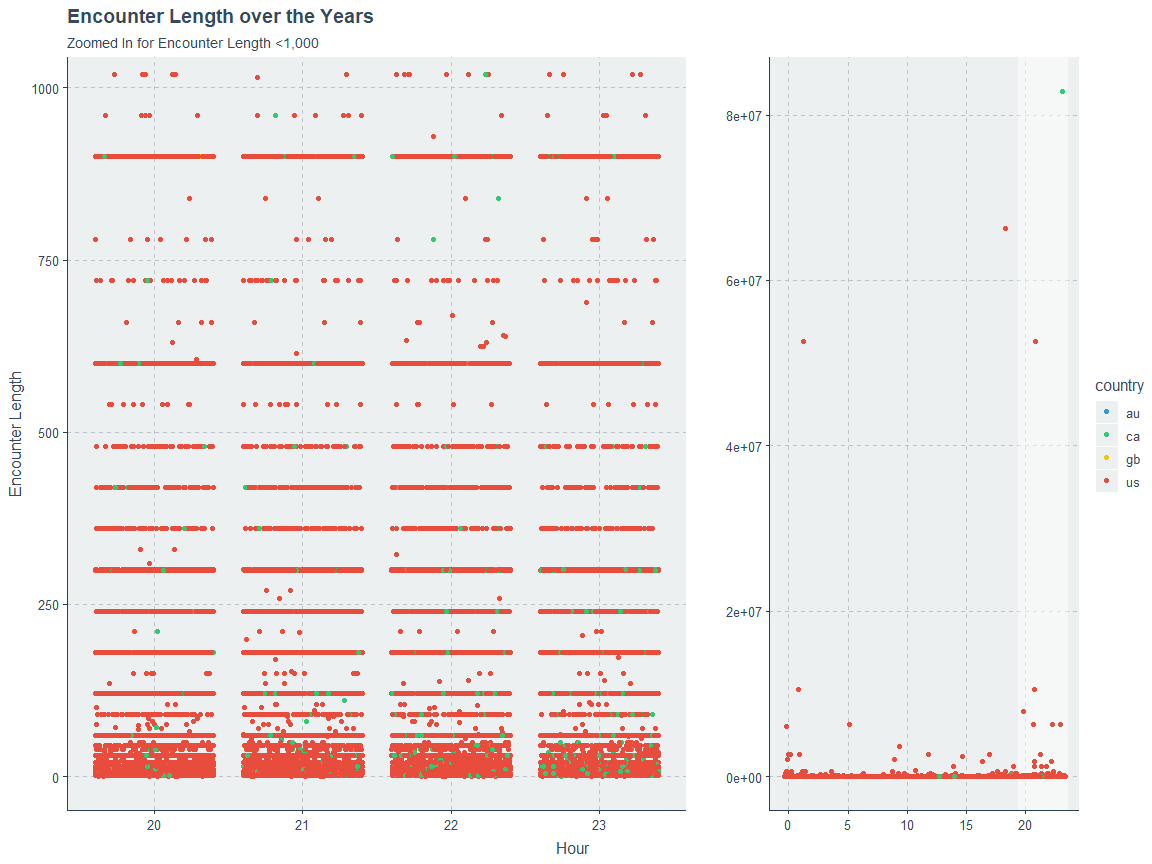 Encounter Length over the Years
Zoomed In for Encounter Length <1,000
Encounter Length
1000
750
500
250
0
20
21
22
23
Hour
8e+07
6e+07
4e+07
2e+07
0e+00
0
5
10
15
20
country
au
ca
gb
us